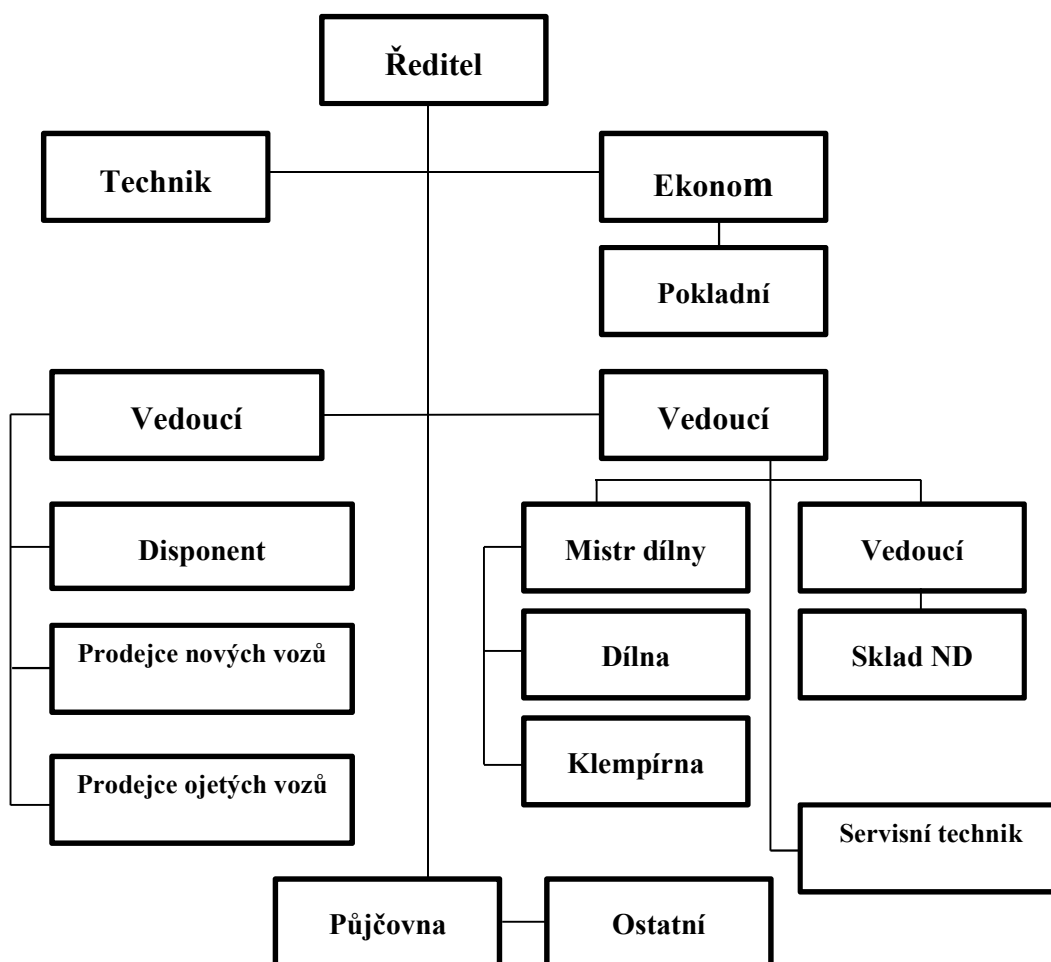 Ředitel
Technik
Ekonom
Pokladní
Vedoucí
Vedoucí
Disponent
Mistr dílny
Vedoucí
Prodejce nových vozů
Dílna
Sklad ND
Klempírna
Prodejce ojetých vozů
Servisní technik
Půjčovna
Ostatní